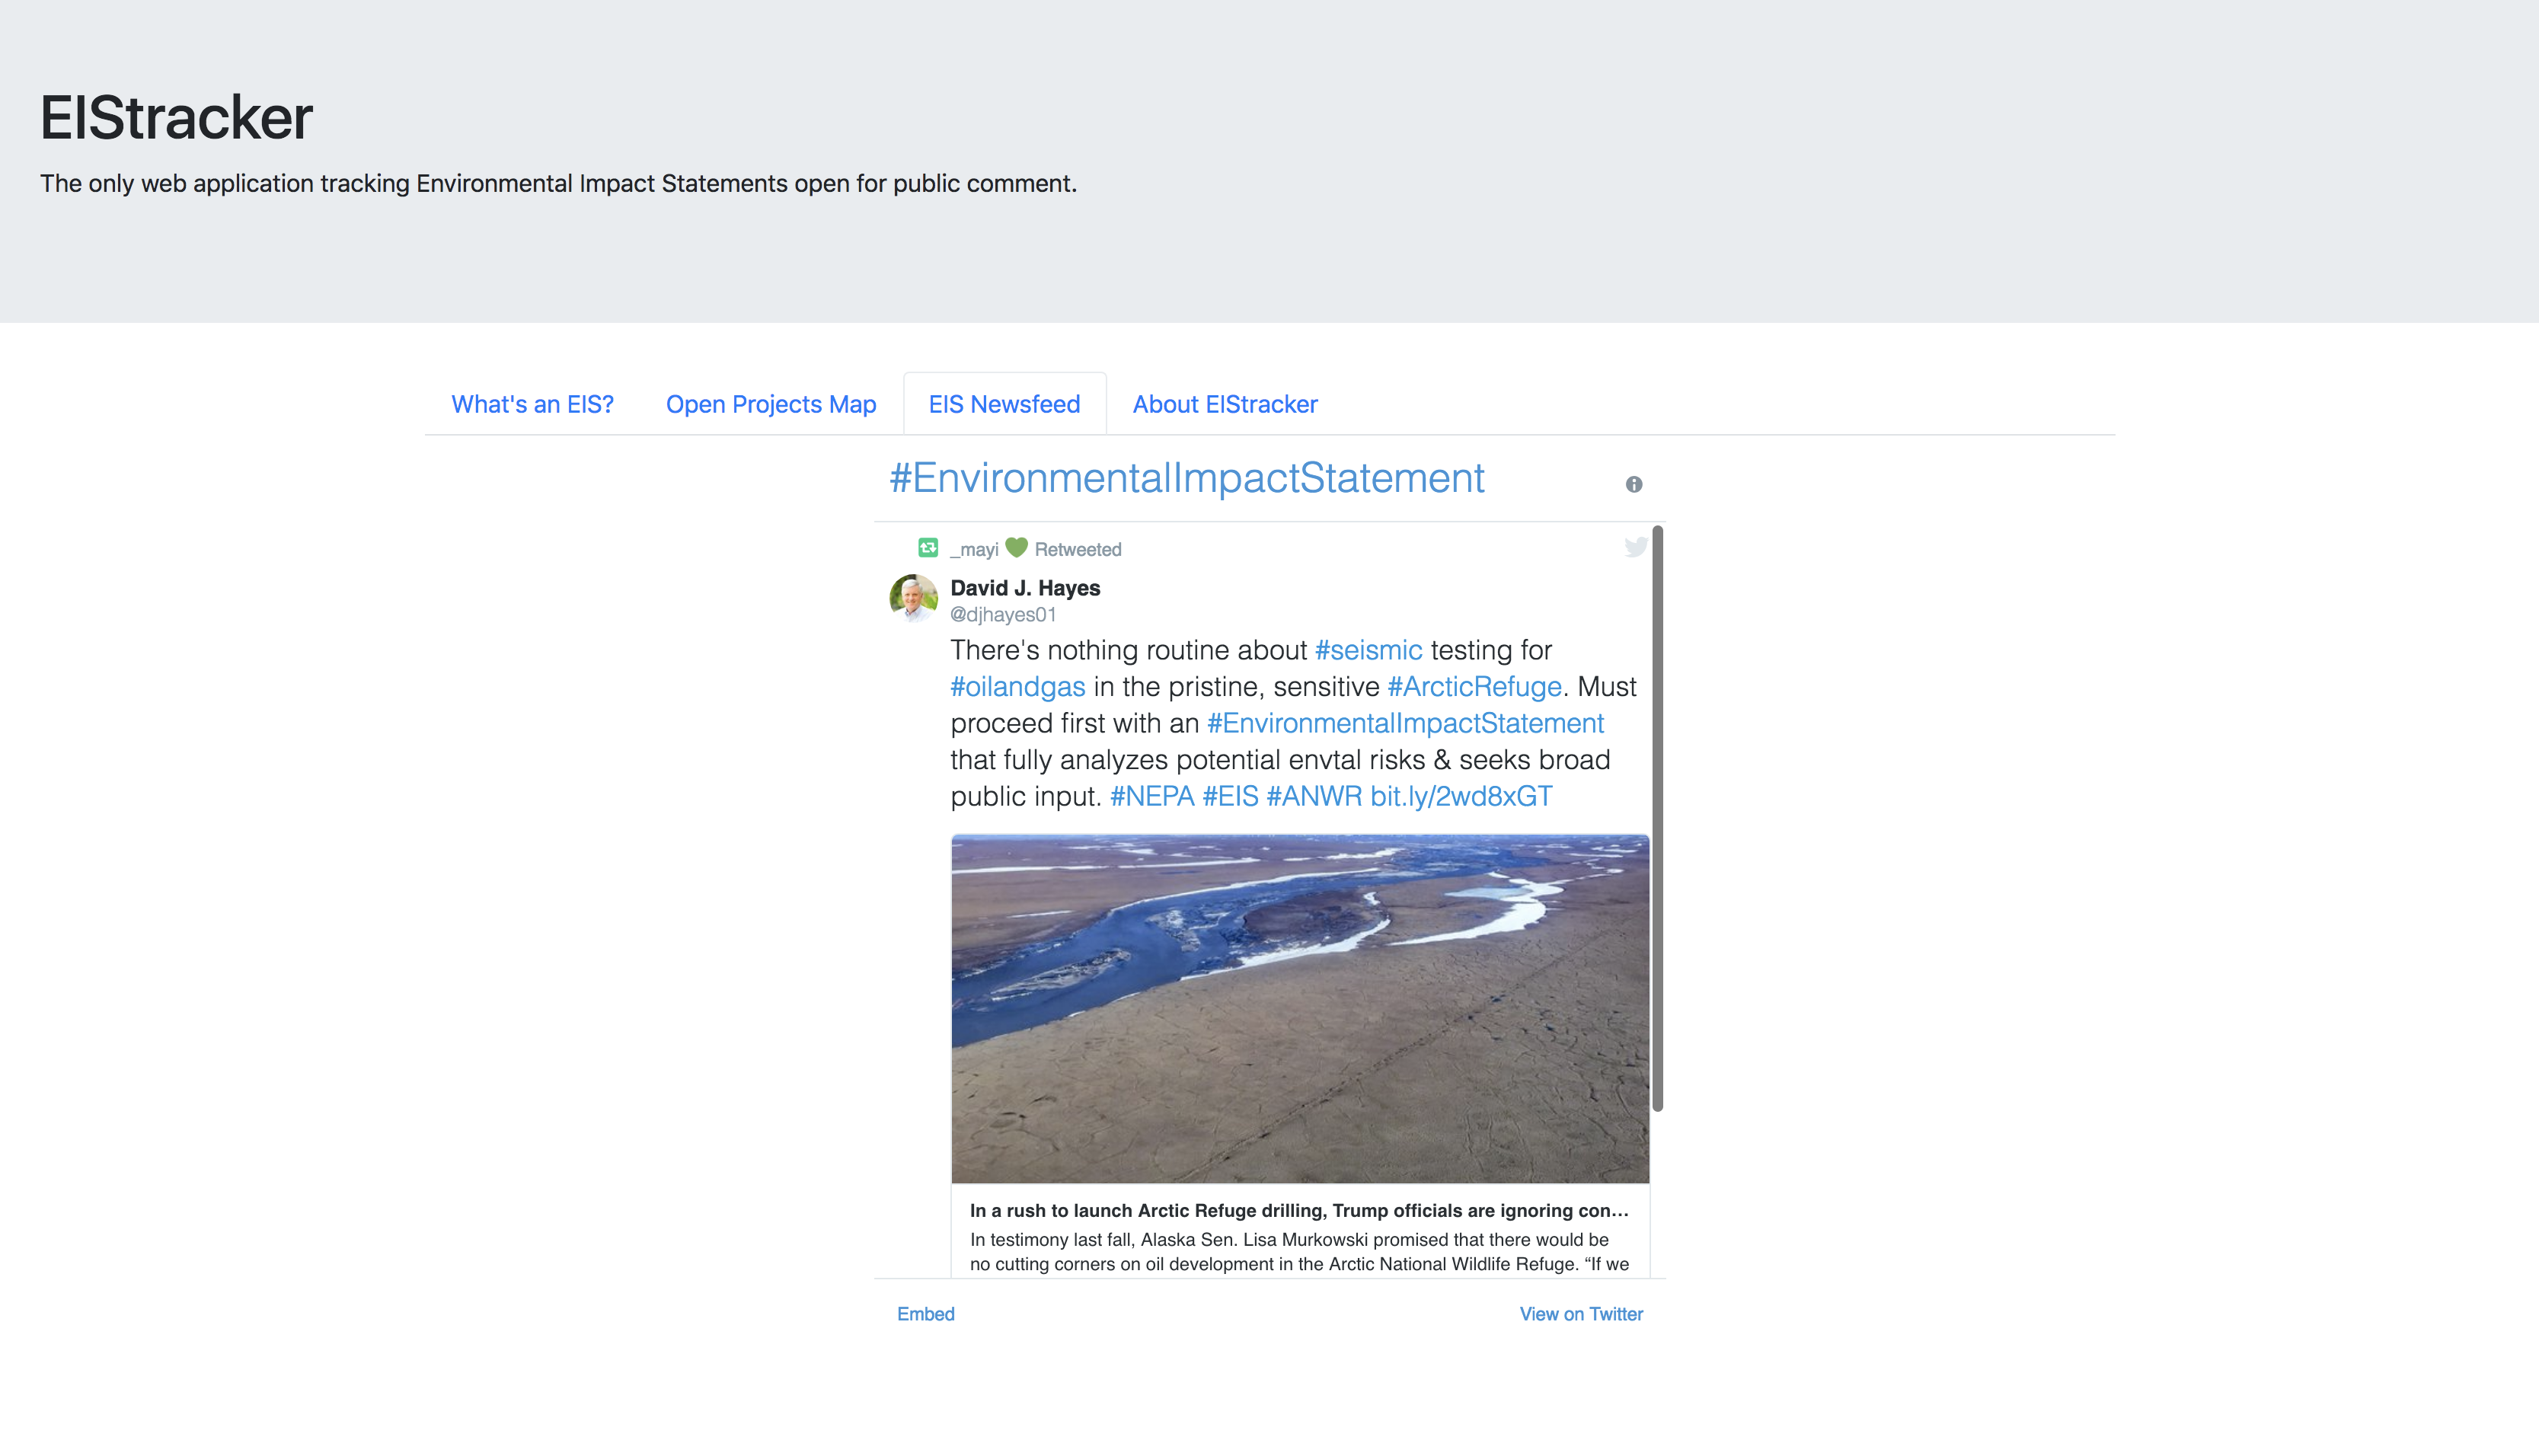 EIStracker
The only web application tracking Environmental Impact Statements open for public comment.
What's an EIS? Open Projects Map EIS Newsfeed About EIStracker
#EnvironmentalImpactStatement
_mayi 💚 Retweeted
David J. Hayes
@djhayes01
There's nothing routine about #seismic testing for
#oilandgas in the pristine, sensitive #ArcticRefuge. Must
proceed first with an #EnvironmentalImpactStatement
that fully analyzes potential envtal risks & seeks broad
public input. #NEPA #EIS #ANWR bit.ly/2wd8xGT
In a rush to launch Arctic Refuge drilling, Trump officials are ignoring con…
In testimony last fall, Alaska Sen. Lisa Murkowski promised that there would be
no cutting corners on oil development in the Arctic National Wildlife Refuge. “If we
Embed View on Twitter